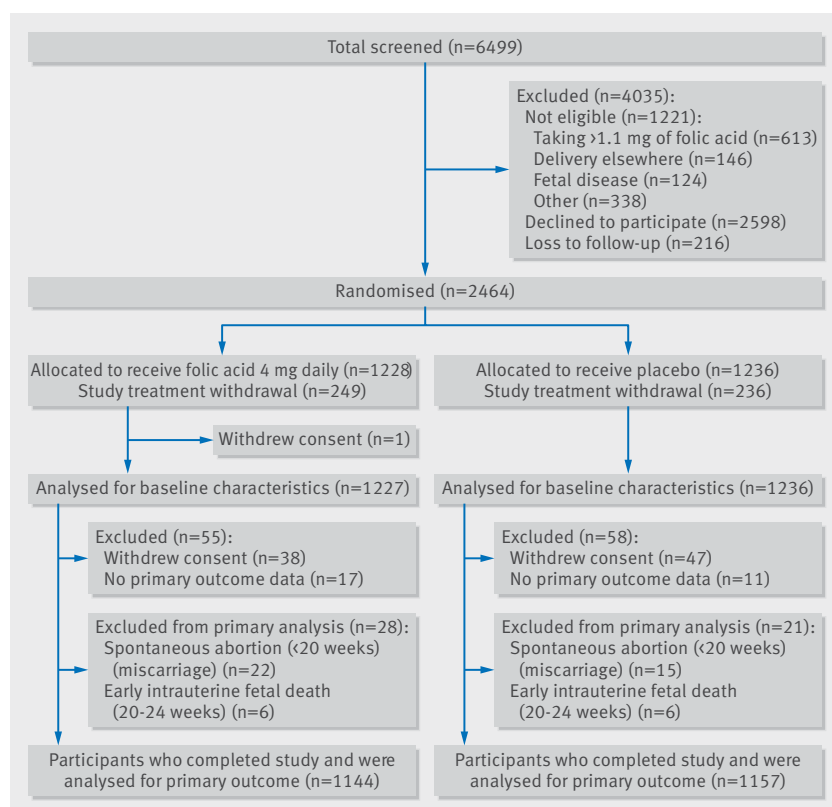 Total screened (n=6499)
Excluded (n=4035):
Not eligible (n=1221):
Taking >1.1 mg of folic acid (n=613)
Delivery elsewhere (n=146)
Fetal disease (n=124)
Other (n=338)
Declined to participate (n=2598)
Loss to follow-up (n=216)
Randomised (n=2464)
Allocated to receive folic acid 4 mg daily (n=1228)
Study treatment withdrawal (n=249)
Allocated to receive placebo (n=1236)
Study treatment withdrawal (n=236)
Withdrew consent (n=1)
Analysed for baseline characteristics (n=1227)
Analysed for baseline characteristics (n=1236)
Excluded (n=55):
Withdrew consent (n=38)
No primary outcome data (n=17)
Excluded (n=58):
Withdrew consent (n=47)
No primary outcome data (n=11)
Excluded from primary analysis (n=28):
Spontaneous abortion (<20 weeks)
(miscarriage) (n=22)
Early intrauterine fetal death
(20-24 weeks) (n=6)
Excluded from primary analysis (n=21):
Spontaneous abortion (<20 weeks)
(miscarriage) (n=15)
Early intrauterine fetal death
(20-24 weeks) (n=6)
Participants who completed study and were
analysed for primary outcome (n=1144)
Participants who completed study and were
analysed for primary outcome (n=1157)